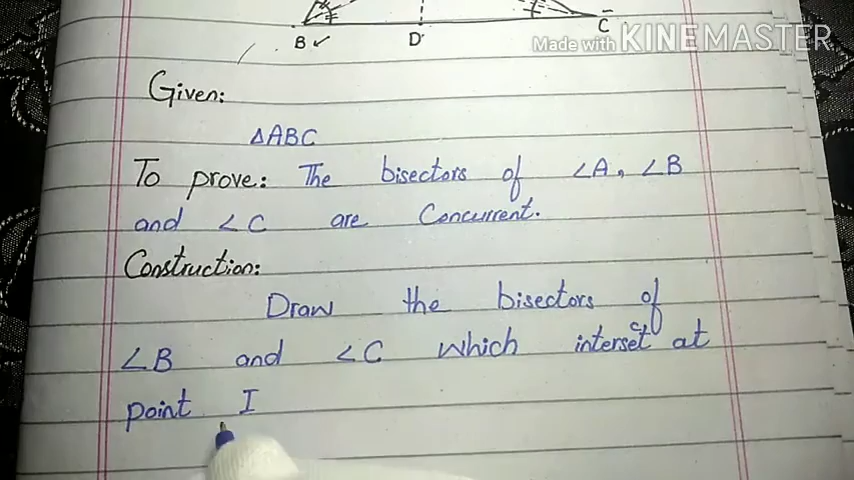 B ✓ D C
Made with KINEMASTER
Given:
△ABC
To prove: The bisectors of ∠A, ∠B
and ∠C are Concurrent.
Construction:
Draw the bisectors of
∠B and ∠C which intersect at
point I